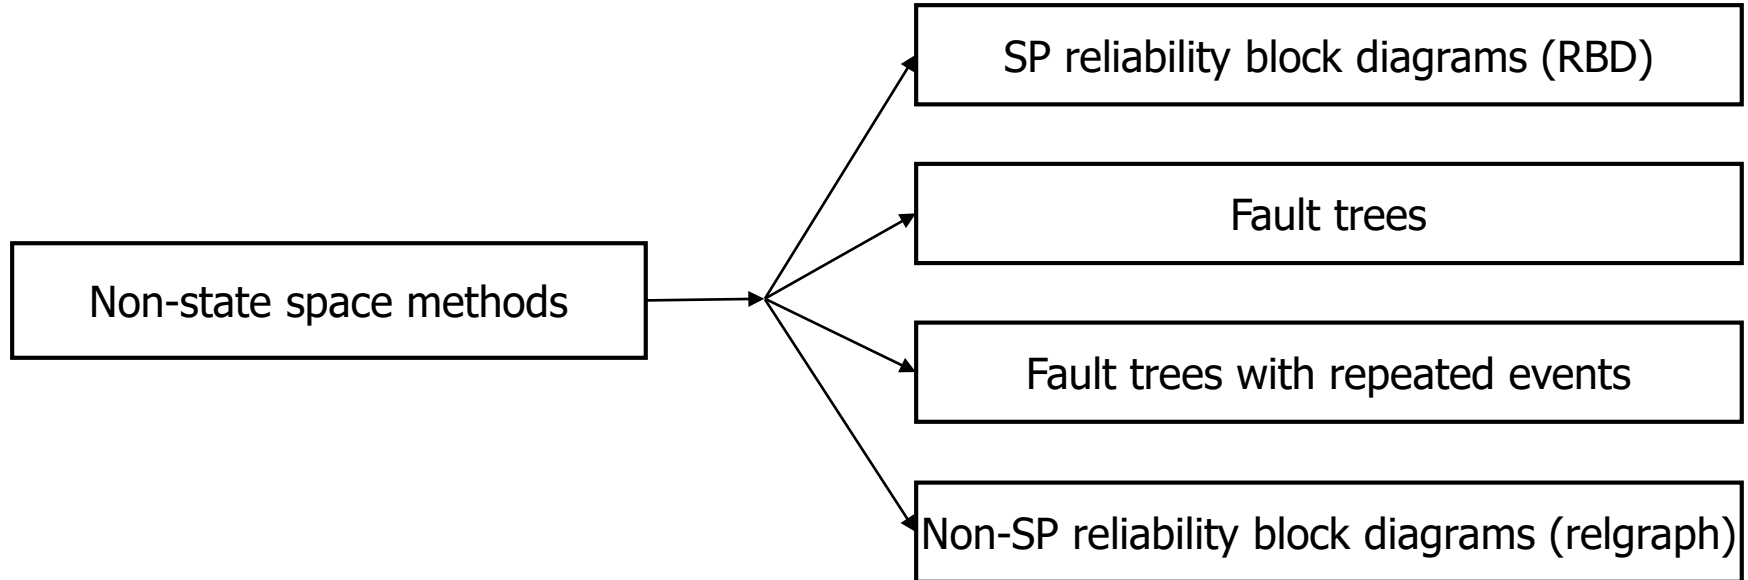 SP reliability block diagrams (RBD)
Fault trees
Non-state space methods
Fault trees with repeated events
Non-SP reliability block diagrams (relgraph)